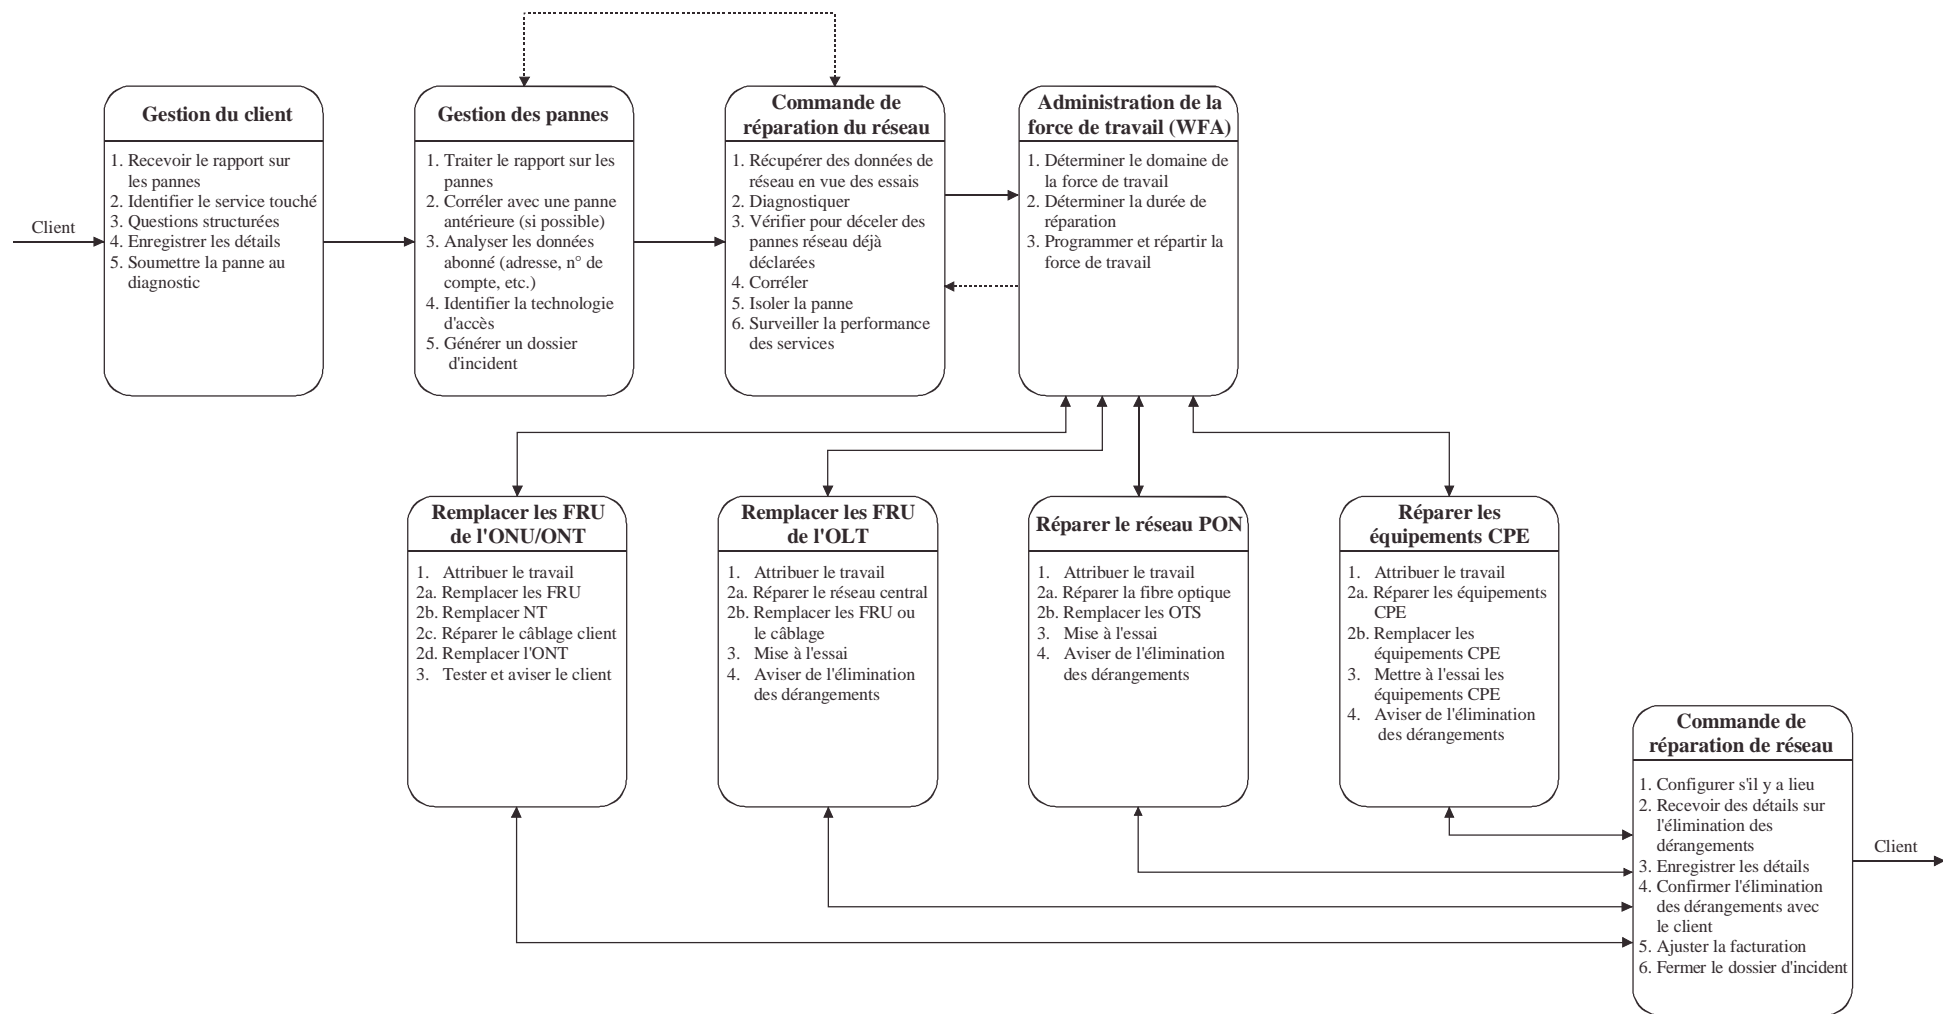 Client
Gestion du client
1. Recevoir le rapport sur
les pannes
2. Identifier le service touché
3. Questions structurées
4. Enregistrer les détails
5. Soumettre la panne au
diagnostic
Gestion des pannes
1. Traiter le rapport sur les
pannes
2. Corréler avec une panne
antérieure (si possible)
3. Analyser les données
abonné (adresse, n° de
compte, etc.)
4. Identifier la technologie
d'accès
5. Générer un dossier
d'incident
Commande de
réparation du réseau
1. Récupérer des données de
réseau en vue des essais
2. Diagnostiquer
3. Vérifier pour déceler des
pannes réseau déjà
déclarées
4. Corréler
5. Isoler la panne
6. Surveiller la performance
des services
Administration de la
force de travail (WFA)
1. Déterminer le domaine de
la force de travail
2. Déterminer la durée de
réparation
3. Programmer et répartir la
force de travail
Remplacer les FRU
de l'ONU/ONT
1. Attribuer le travail
2a. Remplacer les FRU
2b. Remplacer NT
2c. Réparer le câblage client
2d. Remplacer l'ONT
3. Tester et aviser le client
Remplacer les FRU
de l'OLT
1. Attribuer le travail
2a. Réparer le réseau central
2b. Remplacer les FRU ou
le câblage
3. Mise à l'essai
4. Aviser de l'élimination
des dérangements
Réparer le réseau PON
1. Attribuer le travail
2a. Réparer la fibre optique
2b. Remplacer les OTS
3. Mise à l'essai
4. Aviser de l'élimination
des dérangements
Réparer les
équipements CPE
1. Attribuer le travail
2a. Réparer les équipements
CPE
2b. Remplacer les
équipements CPE
3. Mettre à l'essai les
équipements CPE
4. Aviser de l'élimination
des dérangements
Commande de
réparation de réseau
1. Configurer s'il y a lieu
2. Recevoir des détails sur
l'élimination des
dérangements
3. Enregistrer les détails
4. Confirmer l'élimination
des dérangements avec
le client
5. Ajuster la facturation
6. Fermer le dossier d'incident
Client